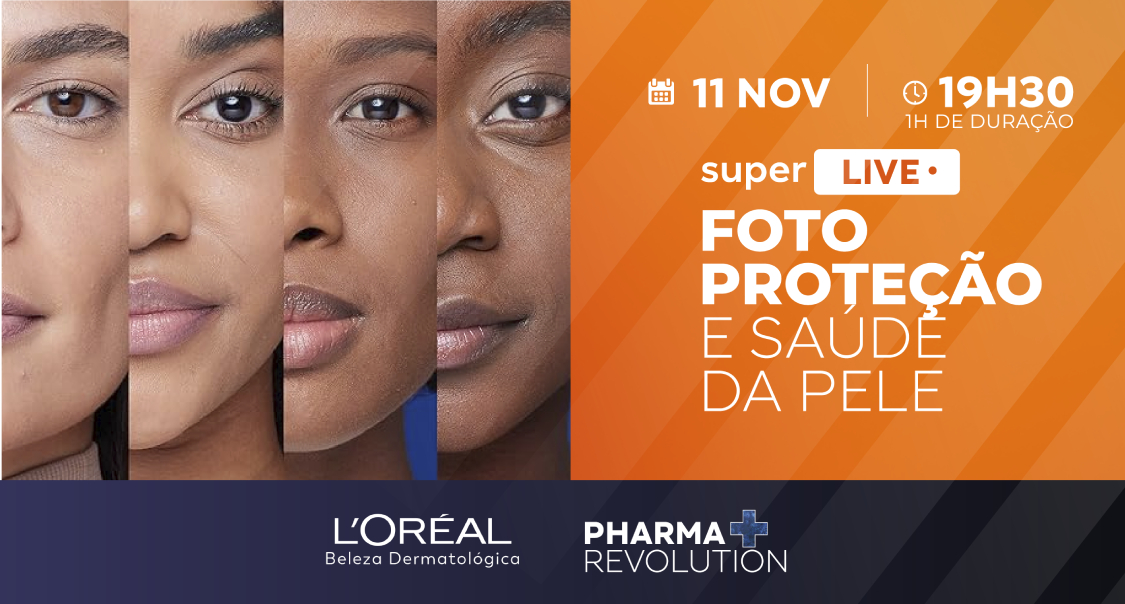 11 NOV
19H30
1H DE DURAÇÃO
super LIVE
FOTO
PROTEÇÃO
E SAÚDE
DA PELE
L'ORÉAL
Beleza Dermatológica
PHARMA
REVOLUTION